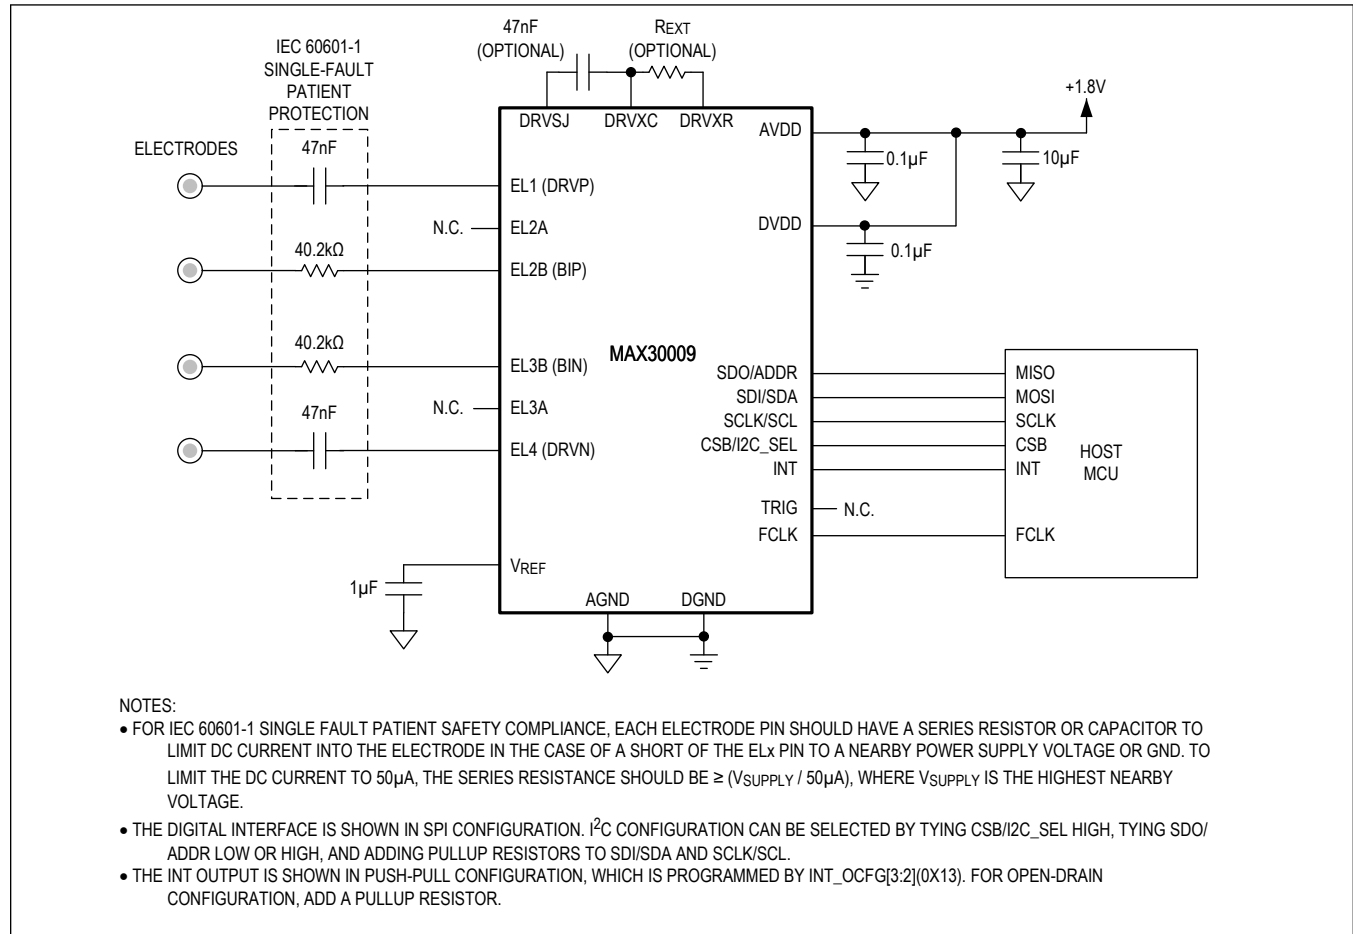 47nF
(OPTIONAL)
REXT
(OPTIONAL)
IEC 60601-1
SINGLE-FAULT
PATIENT
PROTECTION
+1.8V
DRVSJ
DRVXC
DRVXR
AVDD
ELECTRODES
47nF
0.1µF
10µF
EL1 (DRVP)
N.C.
EL2A
DVDD
40.2kΩ
0.1µF
EL2B (BIP)
40.2kΩ
MAX30009
EL3B (BIN)
SDO/ADDR
MISO
SDI/SDA
MOSI
N.C.
47nF
EL3A
SCLK/SCL
SCLK
CSB/I2C_SEL
CSB
EL4 (DRVN)
INT
INT
HOST
MCU
TRIG
N.C.
FCLK
FCLK
VREF
1µF
AGND
DGND
NOTES:
• FOR IEC 60601-1 SINGLE FAULT PATIENT SAFETY COMPLIANCE, EACH ELECTRODE PIN SHOULD HAVE A SERIES RESISTOR OR CAPACITOR TO
LIMIT DC CURRENT INTO THE ELECTRODE IN THE CASE OF A SHORT OF THE ELx PIN TO A NEARBY POWER SUPPLY VOLTAGE OR GND. TO
LIMIT THE DC CURRENT TO 50µA, THE SERIES RESISTANCE SHOULD BE ≥ (VSUPPLY / 50µA), WHERE VSUPPLY IS THE HIGHEST NEARBY
VOLTAGE.
• THE DIGITAL INTERFACE IS SHOWN IN SPI CONFIGURATION. I²C CONFIGURATION CAN BE SELECTED BY TYING CSB/I2C_SEL HIGH, TYING SDO/
ADDR LOW OR HIGH, AND ADDING PULLUP RESISTORS TO SDI/SDA AND SCLK/SCL.
• THE INT OUTPUT IS SHOWN IN PUSH-PULL CONFIGURATION, WHICH IS PROGRAMMED BY INT_OCFG[3:2](0X13). FOR OPEN-DRAIN
CONFIGURATION, ADD A PULLUP RESISTOR.